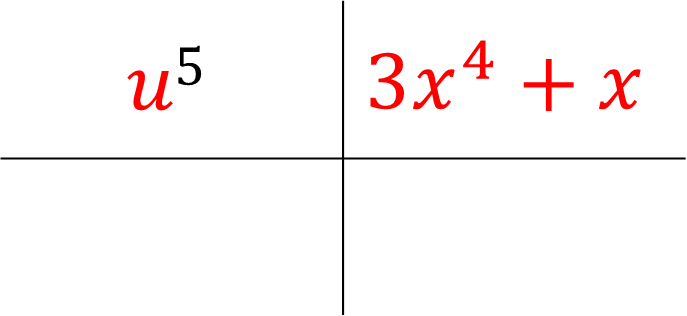 u⁵ 3x⁴ + x